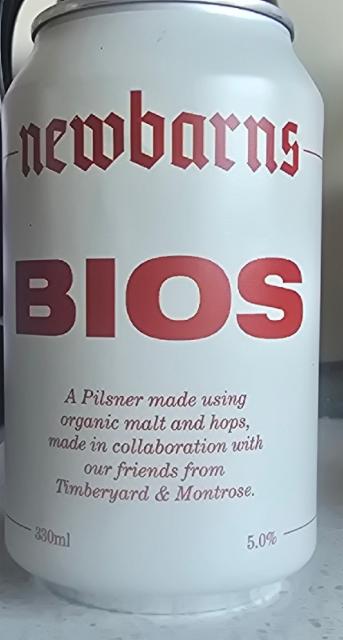 newbarns
BIOS
A Pilsner made using
organic malt and hops,
made in collaboration with
our friends from
Timberyard & Montrose.
330ml 5.0%